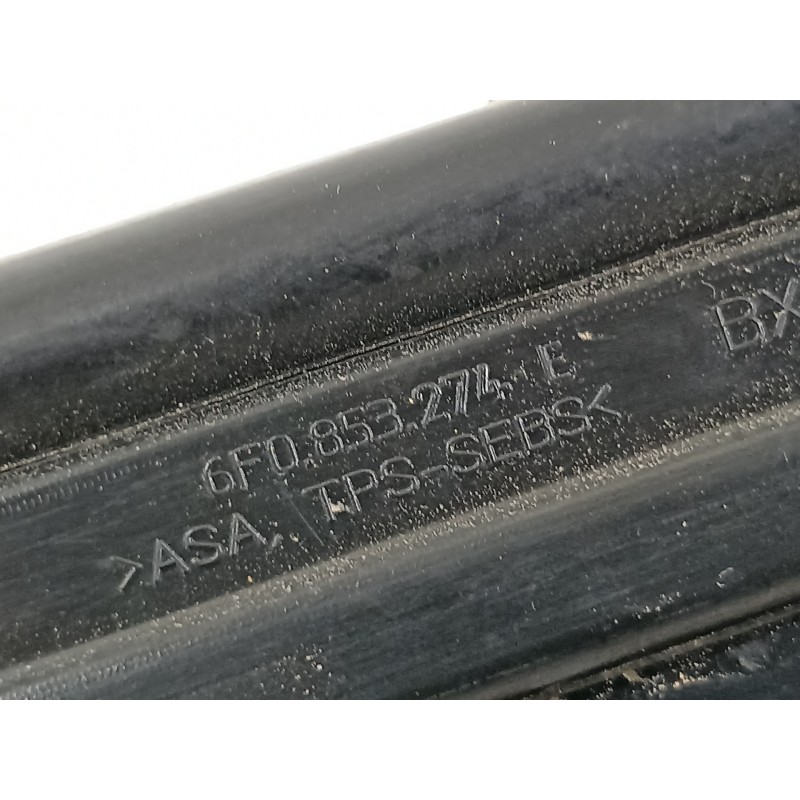 6F0.853.274 E
>ASA, TPS-SEBS<
BX